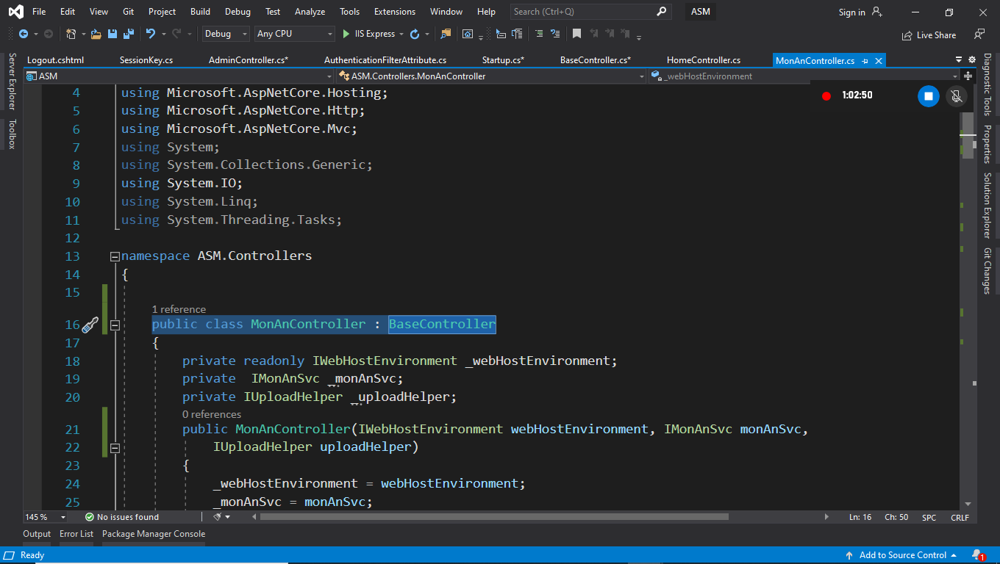 File Edit View Git Project Build Debug Test Analyze Tools Extensions Window Help Search (Ctrl+Q) ASM Sign in
Debug Any CPU IIS Express Live Share
Logout.cshtml SessionKey.cs AdminController.cs* AuthenticationFilterAttribute.cs Startup.cs* BaseController.cs* HomeController.cs MonAnController.cs
ASM ASM.Controllers.MonAnController _webHostEnvironment
1:02:50
4 using Microsoft.AspNetCore.Hosting;
5 using Microsoft.AspNetCore.Http;
6 using Microsoft.AspNetCore.Mvc;
7 using System;
8 using System.Collections.Generic;
9 using System.IO;
10 using System.Linq;
11 using System.Threading.Tasks;
12
13 namespace ASM.Controllers
14 {
15
1 reference
16 public class MonAnController : BaseController
17 {
18 private readonly IWebHostEnvironment _webHostEnvironment;
19 private IMonAnSvc _monAnSvc;
20 private IUploadHelper _uploadHelper;
0 references
21 public MonAnController(IWebHostEnvironment webHostEnvironment, IMonAnSvc monAnSvc,
22 IUploadHelper uploadHelper)
23 {
24 _webHostEnvironment = webHostEnvironment;
25 _monAnSvc = monAnSvc;
Server Explorer
Toolbox
Diagnostic Tools
Properties
Solution Explorer
Git Changes
145 % No issues found Ln: 16 Ch: 50 SPC CRLF
Output Error List Package Manager Console
Ready Add to Source Control 1